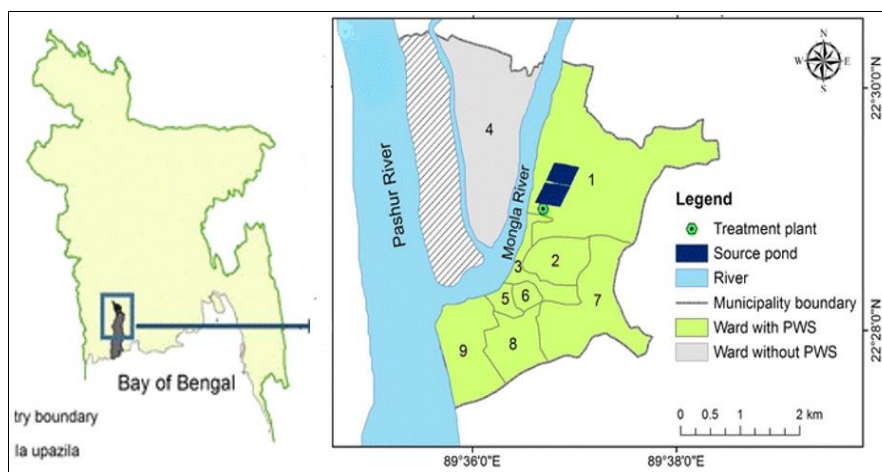 Bay of Bengal
try boundary
la upazila
Pashur River
Mongla River
4
1
2
3
5
6
7
8
9
N
W
E
S
22°30'0"N
22°28'0"N
Legend
Treatment plant
Source pond
River
Municipality boundary
Ward with PWS
Ward without PWS
0 0.5 1 2 km
89°36'0"E
89°38'0"E